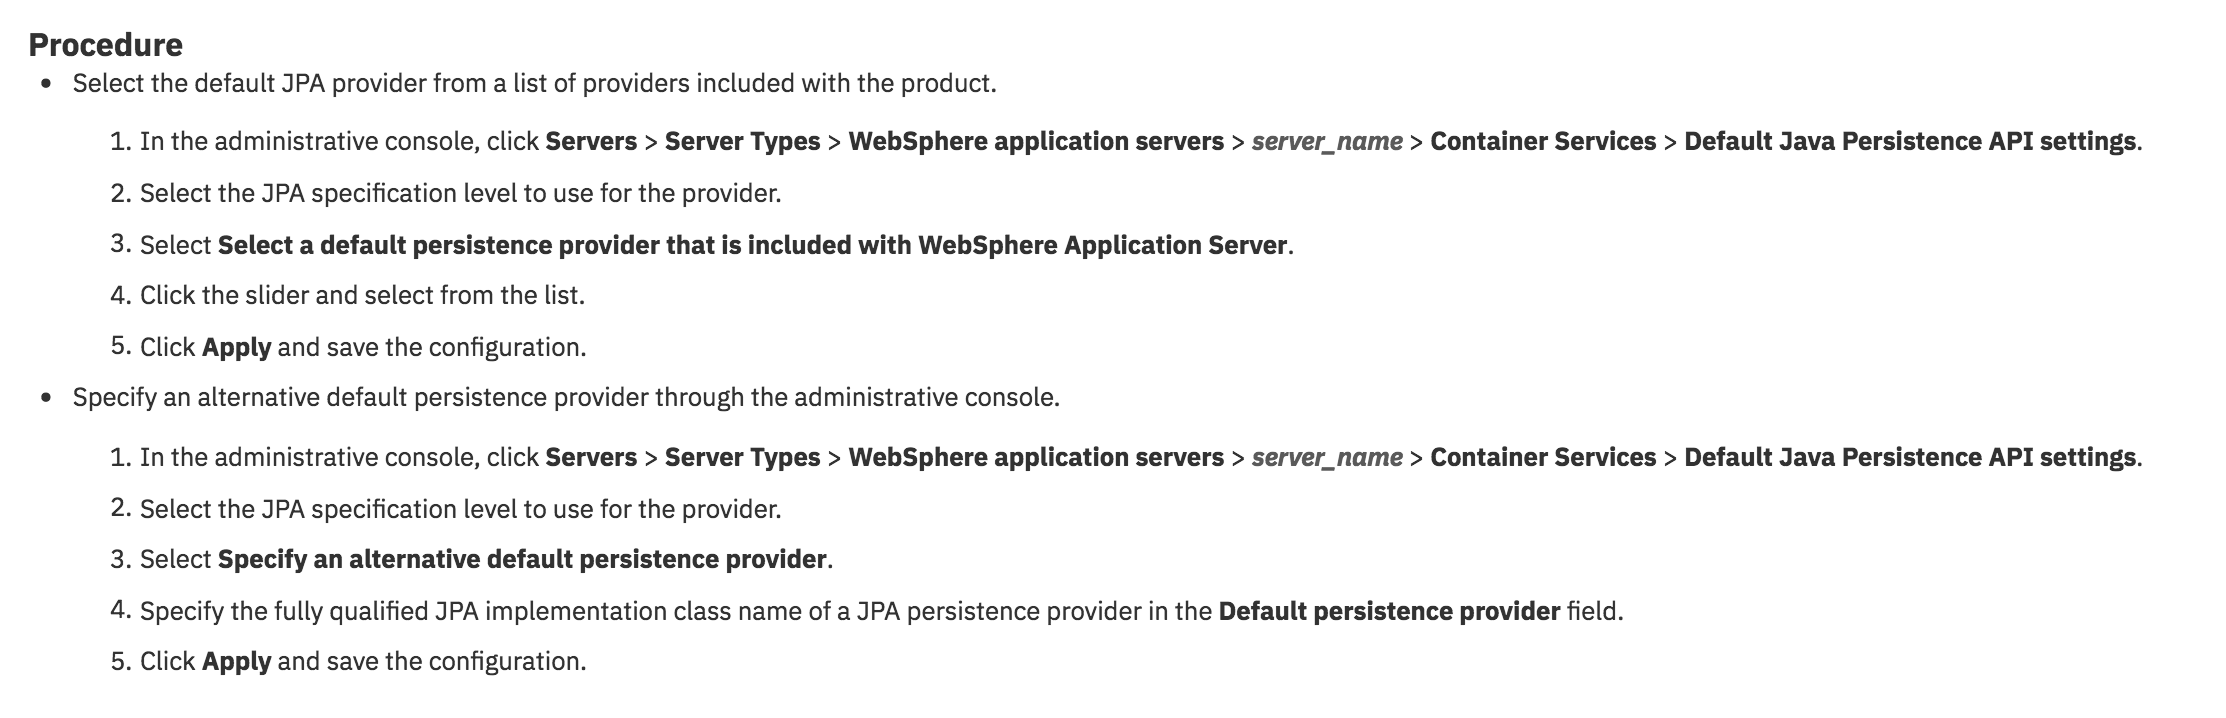 Procedure
• Select the default JPA provider from a list of providers included with the product.
1. In the administrative console, click Servers > Server Types > WebSphere application servers > server_name > Container Services > Default Java Persistence API settings.
2. Select the JPA specification level to use for the provider.
3. Select Select a default persistence provider that is included with WebSphere Application Server.
4. Click the slider and select from the list.
5. Click Apply and save the configuration.
• Specify an alternative default persistence provider through the administrative console.
1. In the administrative console, click Servers > Server Types > WebSphere application servers > server_name > Container Services > Default Java Persistence API settings.
2. Select the JPA specification level to use for the provider.
3. Select Specify an alternative default persistence provider.
4. Specify the fully qualified JPA implementation class name of a JPA persistence provider in the Default persistence provider field.
5. Click Apply and save the configuration.